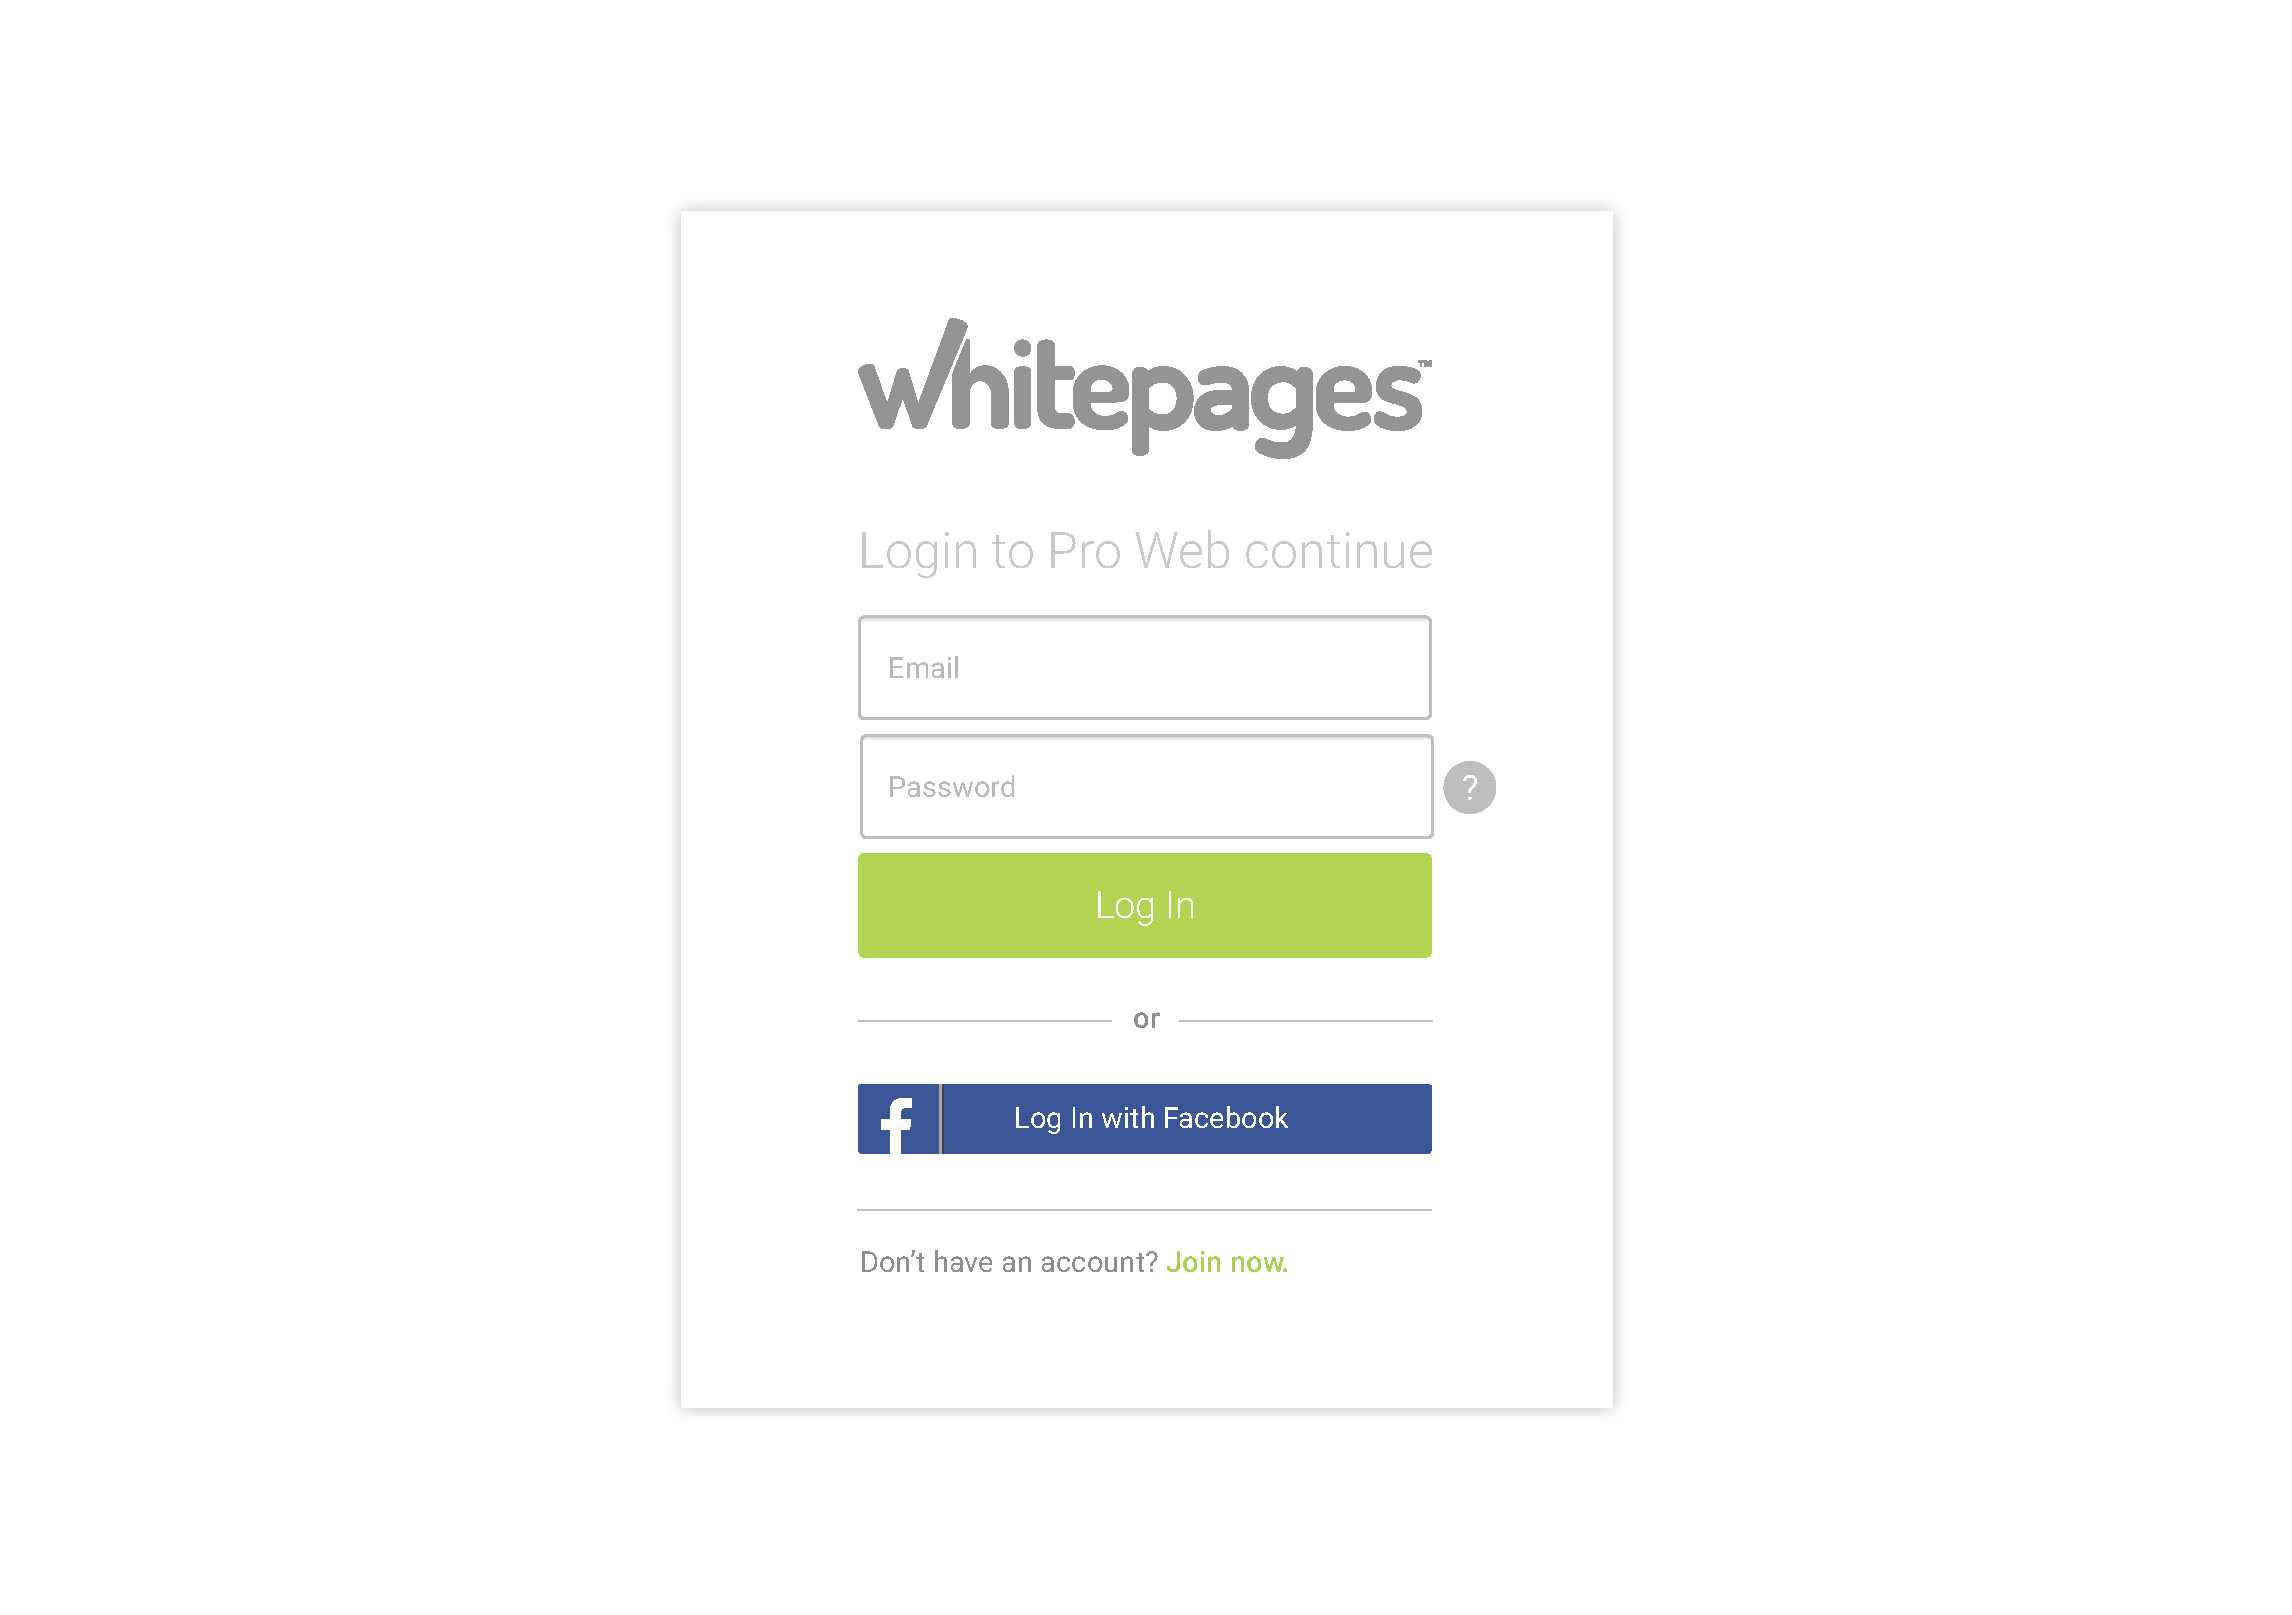 whitepages™
Login to Pro Web continue
Email
Password
?
Log In
or
f
Log In with Facebook
Don’t have an account? Join now.